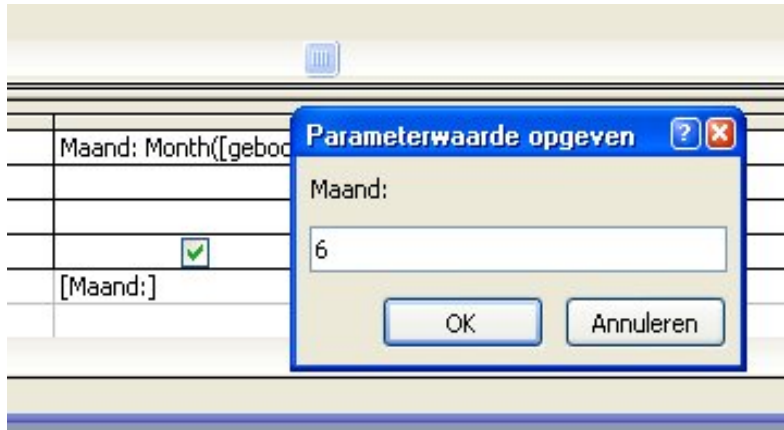 Maand: Month([geboo
Parameterwaarde opgeven
Maand:
6
[Maand:]
OK
Annuleren